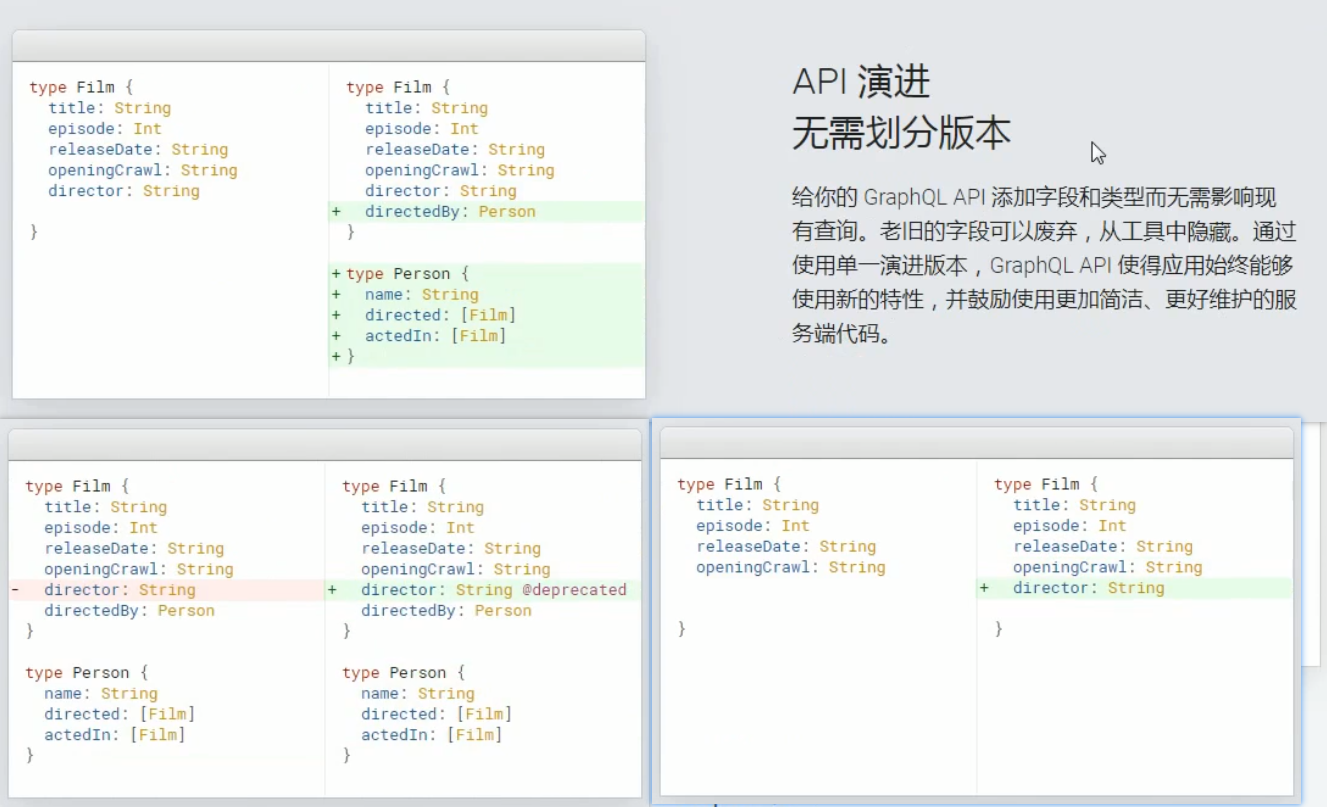 type Film {
title: String
episode: Int
releaseDate: String
openingCrawl: String
director: String
}
type Film {
title: String
episode: Int
releaseDate: String
openingCrawl: String
director: String
+ directedBy: Person
}
+ type Person {
+ name: String
+ directed: [Film]
+ actedIn: [Film]
+ }
API 演进
无需划分版本
给你的 GraphQL API 添加字段和类型而无需影响现
有查询。老旧的字段可以废弃，从工具中隐藏。通过
使用单一演进版本，GraphQL API 使得应用始终能够
使用新的特性，并鼓励使用更加简洁、更好维护的服
务端代码。
type Film {
title: String
episode: Int
releaseDate: String
openingCrawl: String
- director: String
directedBy: Person
}
type Person {
name: String
directed: [Film]
actedIn: [Film]
}
type Film {
title: String
episode: Int
releaseDate: String
openingCrawl: String
+ director: String @deprecated
directedBy: Person
}
type Person {
name: String
directed: [Film]
actedIn: [Film]
}
type Film {
title: String
episode: Int
releaseDate: String
openingCrawl: String
}
type Film {
title: String
episode: Int
releaseDate: String
openingCrawl: String
+ director: String
}